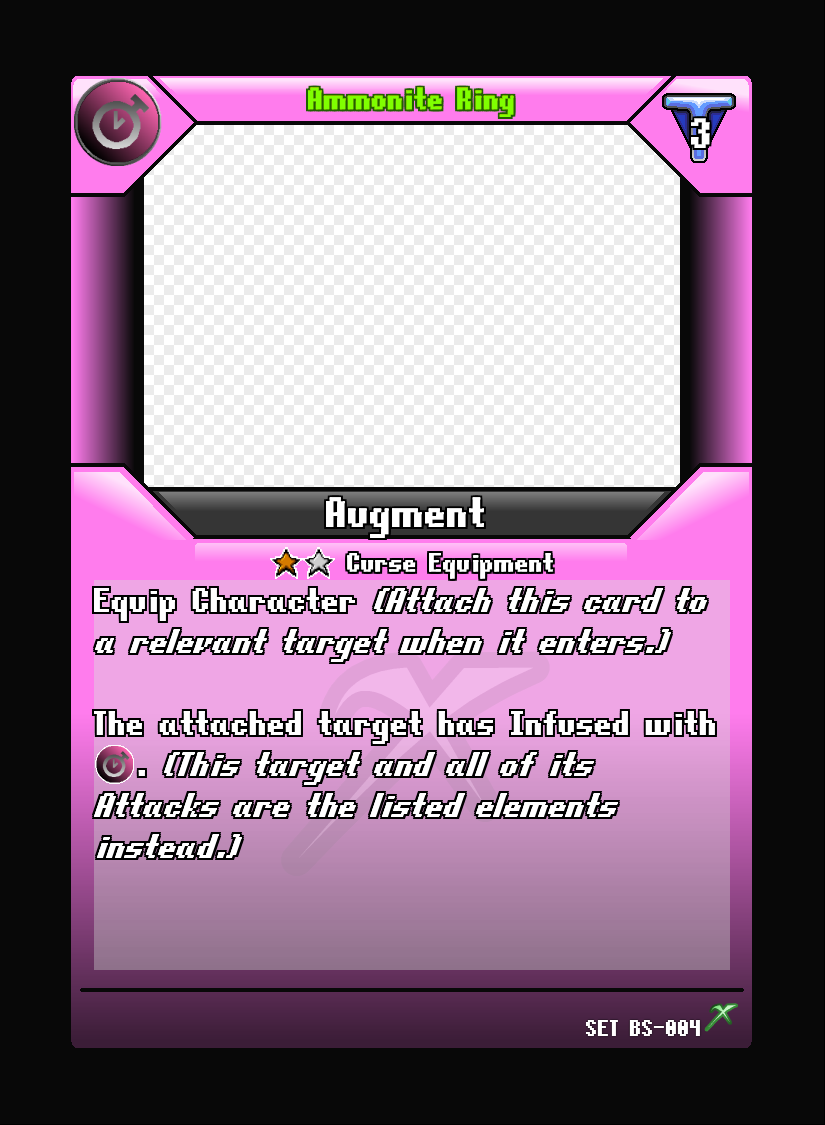 Ammonite Ring
3
Augment
Curse Equipment
Equip Character (Attach this card to
a relevant target when it enters.)
The attached target has Infused with
. (This target and all of its
Attacks are the listed elements
instead.)
SET BS-004